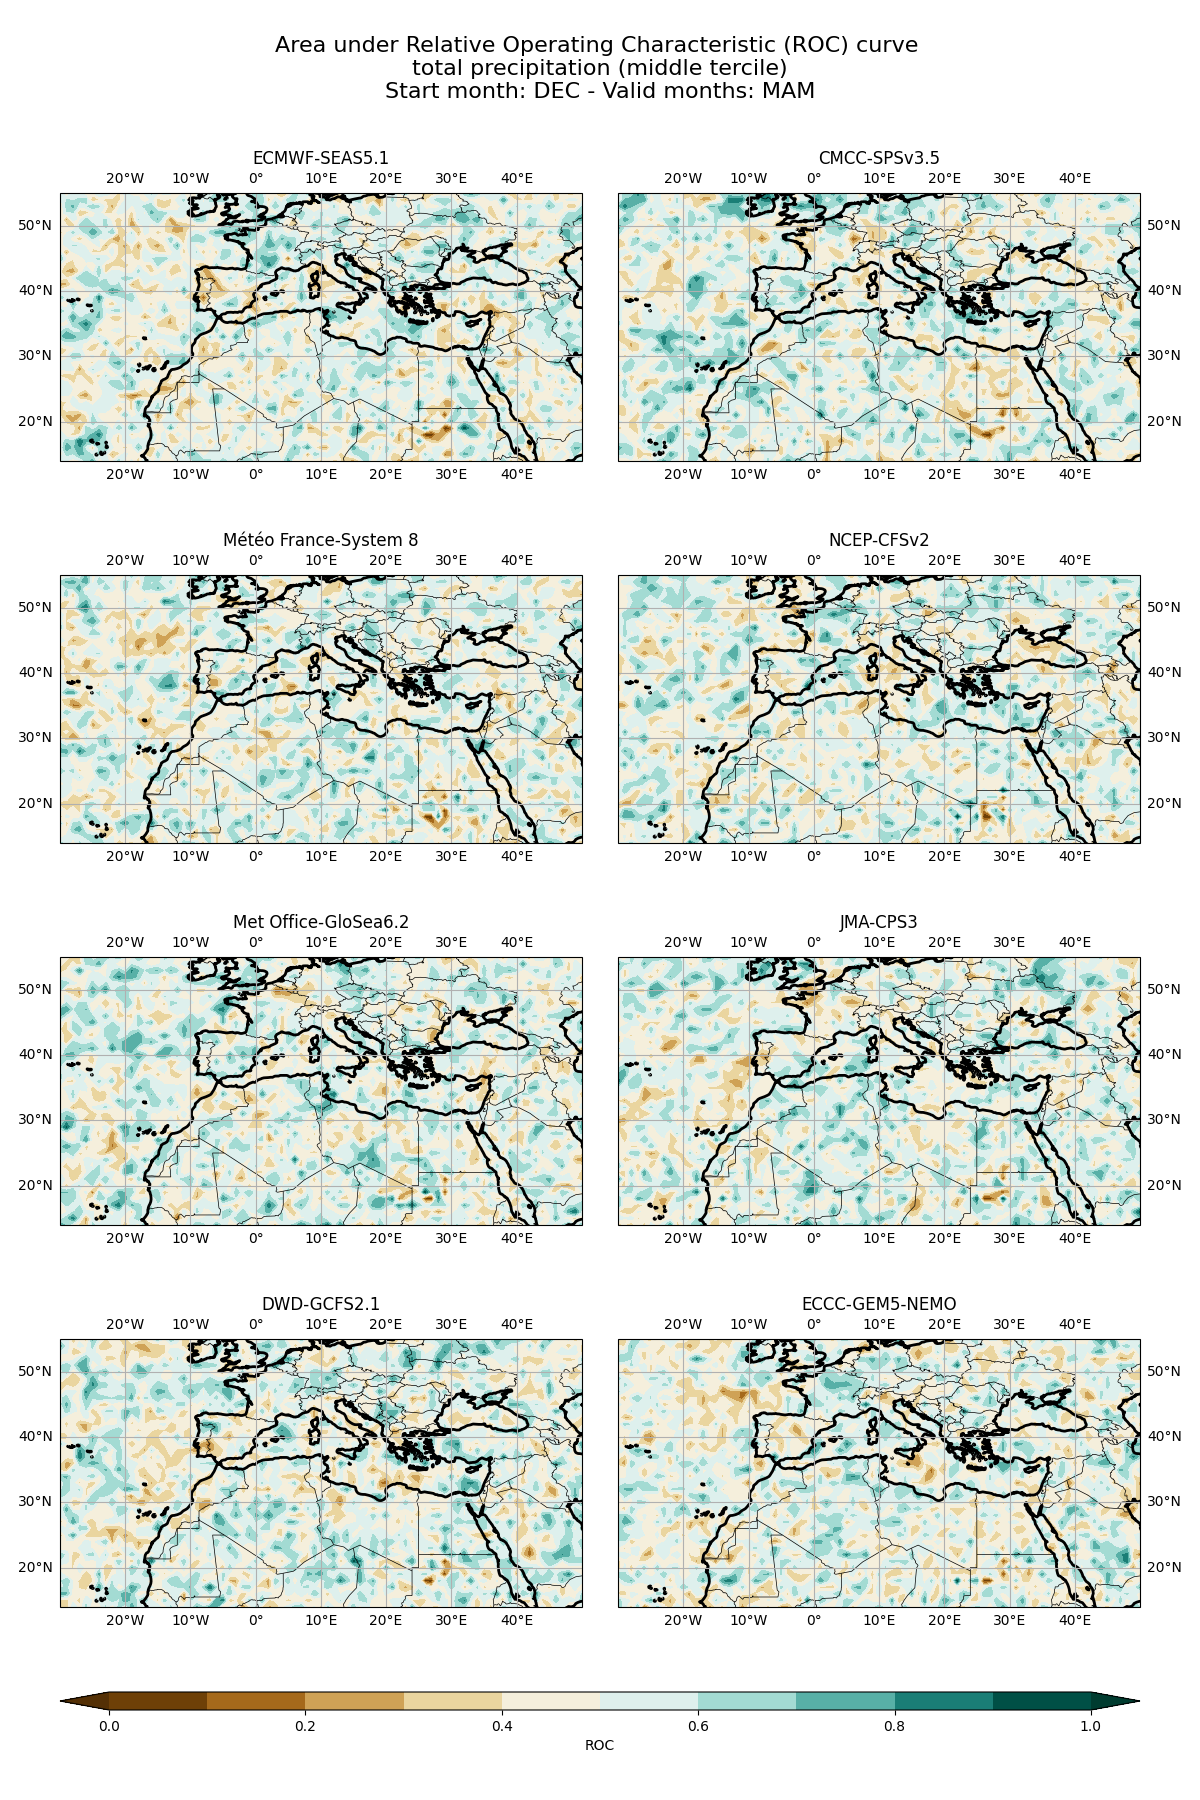 Area under Relative Operating Characteristic (ROC) curve
total precipitation (middle tercile)
Start month: DEC - Valid months: MAM
ECMWF-SEAS5.1
20°W 10°W 0° 10°E 20°E 30°E 40°E
50°N
40°N
30°N
20°N
20°W 10°W 0° 10°E 20°E 30°E 40°E
CMCC-SPSv3.5
20°W 10°W 0° 10°E 20°E 30°E 40°E
50°N
40°N
30°N
20°N
20°W 10°W 0° 10°E 20°E 30°E 40°E
Météo France-System 8
20°W 10°W 0° 10°E 20°E 30°E 40°E
50°N
40°N
30°N
20°N
20°W 10°W 0° 10°E 20°E 30°E 40°E
NCEP-CFSv2
20°W 10°W 0° 10°E 20°E 30°E 40°E
50°N
40°N
30°N
20°N
20°W 10°W 0° 10°E 20°E 30°E 40°E
Met Office-GloSea6.2
20°W 10°W 0° 10°E 20°E 30°E 40°E
50°N
40°N
30°N
20°N
20°W 10°W 0° 10°E 20°E 30°E 40°E
JMA-CPS3
20°W 10°W 0° 10°E 20°E 30°E 40°E
50°N
40°N
30°N
20°N
20°W 10°W 0° 10°E 20°E 30°E 40°E
DWD-GCFS2.1
20°W 10°W 0° 10°E 20°E 30°E 40°E
50°N
40°N
30°N
20°N
20°W 10°W 0° 10°E 20°E 30°E 40°E
ECCC-GEM5-NEMO
20°W 10°W 0° 10°E 20°E 30°E 40°E
50°N
40°N
30°N
20°N
20°W 10°W 0° 10°E 20°E 30°E 40°E
0.0 0.2 0.4 0.6 0.8 1.0
ROC